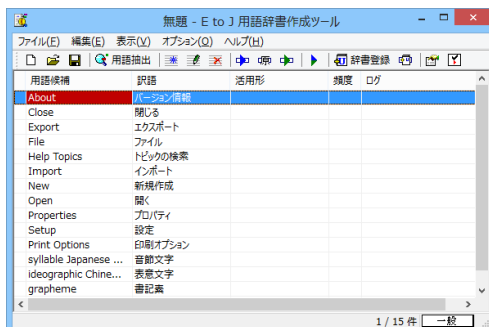 無題 - E to J 用語辞書作成ツール
ファイル(F) 編集(E) 表示(V) オプション(O) ヘルプ(H)
用語抽出 辞書登録
用語候補 訳語 活用形 頻度 ログ
About バージョン情報
Close 閉じる
Export エクスポート
File ファイル
Help Topics トピックの検索
Import インポート
New 新規作成
Open 開く
Properties プロパティ
Setup 設定
Print Options 印刷オプション
syllable Japanese ... 音節文字
ideographic Chine... 表意文字
grapheme 書記素
1 / 15 件 一般